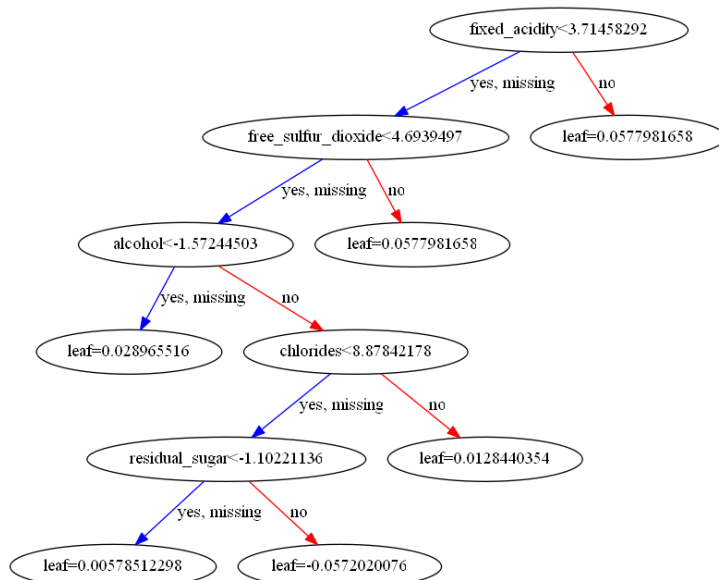 fixed_acidity<3.71458292
yes, missing
no
free_sulfur_dioxide<4.6939497
leaf=0.0577981658
yes, missing
no
alcohol<-1.57244503
leaf=0.0577981658
yes, missing
no
leaf=0.028965516
chlorides<8.87842178
yes, missing
no
residual_sugar<-1.10221136
leaf=0.0128440354
yes, missing
no
leaf=0.00578512298
leaf=-0.0572020076